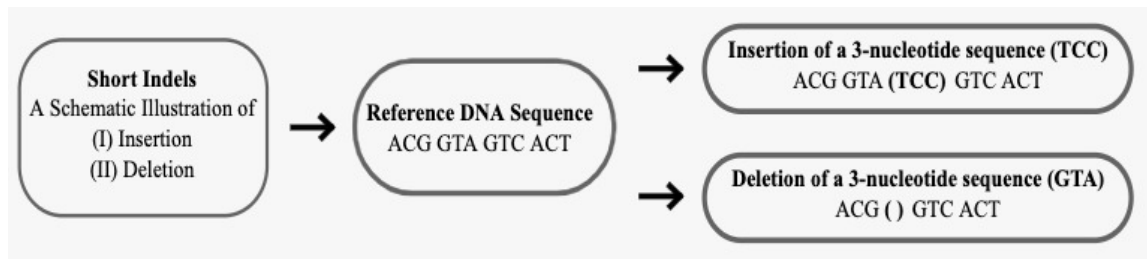 Short Indels
A Schematic Illustration of
(I) Insertion
(II) Deletion
Reference DNA Sequence
ACG GTA GTC ACT
Insertion of a 3-nucleotide sequence (TCC)
ACG GTA (TCC) GTC ACT
Deletion of a 3-nucleotide sequence (GTA)
ACG ( ) GTC ACT